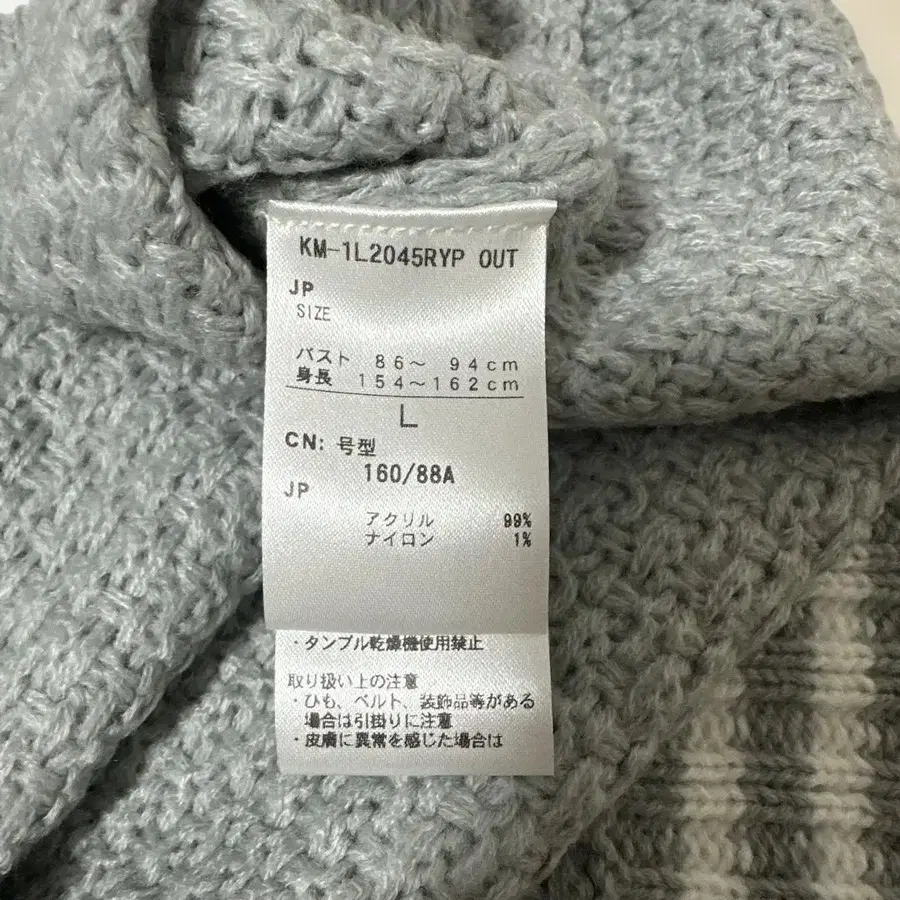 KM-1L2045RYP OUT
JP
SIZE
バスト 86～ 94cm
身長 154～162cm
L
CN: 号型
160/88A
JP
アクリル 99%
ナイロン 1%
・タンブル乾燥機使用禁止
取り扱い上の注意
・ひも、ベルト、装飾品等がある
場合は引掛りに注意
・皮膚に異常を感じた場合は